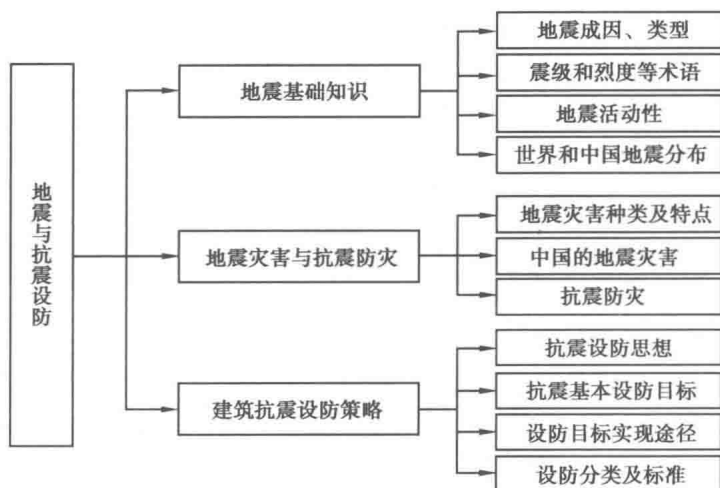 地震与抗震设防
地震基础知识
地震成因、类型
震级和烈度等术语
地震活动性
世界和中国地震分布
地震灾害与抗震防灾
地震灾害种类及特点
中国的地震灾害
抗震防灾
建筑抗震设防策略
抗震设防思想
抗震基本设防目标
设防目标实现途径
设防分类及标准